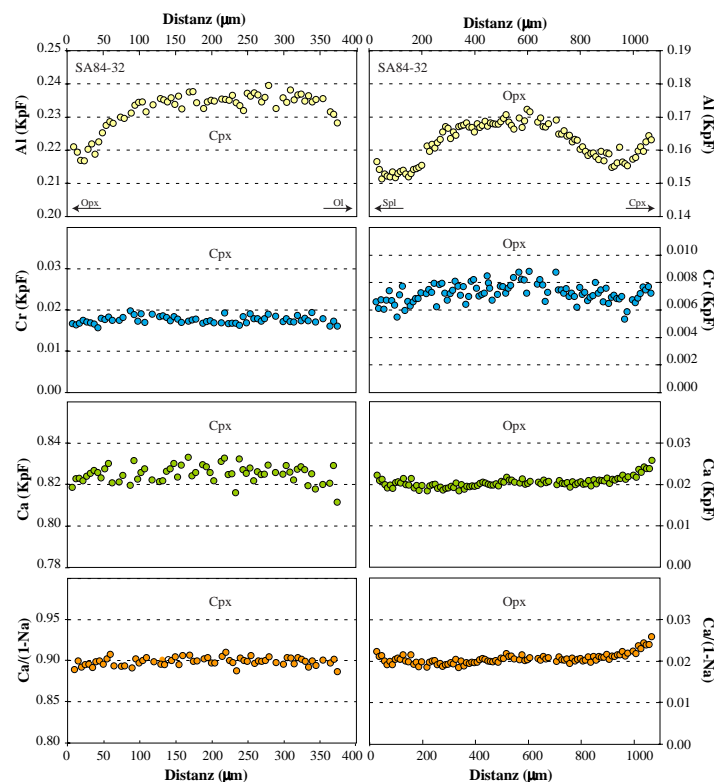 Distanz (µm)
0 50 100 150 200 250 300 350 400
Distanz (µm)
0 200 400 600 800 1000
0.25
0.24
0.23
0.22
0.21
0.20
Al (KpF)
SA84-32
Cpx
Opx
Ol
SA84-32
Opx
Spl
Cpx
0.19
0.18
0.17
0.16
0.15
0.14
Al (KpF)
0.03
0.02
0.01
0.00
Cr (KpF)
Cpx
Opx
0.010
0.008
0.006
0.004
0.002
0.000
Cr (KpF)
0.84
0.82
0.80
0.78
Ca (KpF)
Cpx
Opx
0.03
0.02
0.01
0.00
Ca (KpF)
0.95
0.90
0.85
0.80
Ca/(1-Na)
Cpx
Opx
0.03
0.02
0.01
0.00
Ca/(1-Na)
0 50 100 150 200 250 300 350 400
Distanz (µm)
0 200 400 600 800 1000
Distanz (µm)